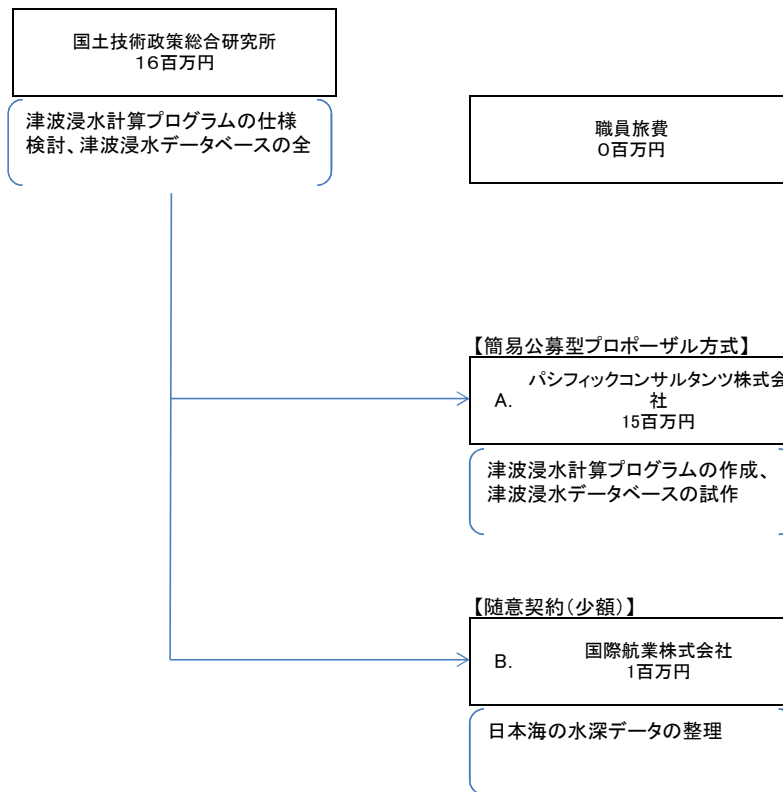 国土技術政策総合研究所
16百万円
津波浸水計算プログラムの仕様
検討、津波浸水データベースの全
職員旅費
0百万円
【簡易公募型プロポーザル方式】
A.
パシフィックコンサルタンツ株式会
社
15百万円
津波浸水計算プログラムの作成、
津波浸水データベースの試作
【随意契約(少額)】
B.
国際航業株式会社
1百万円
日本海の水深データの整理